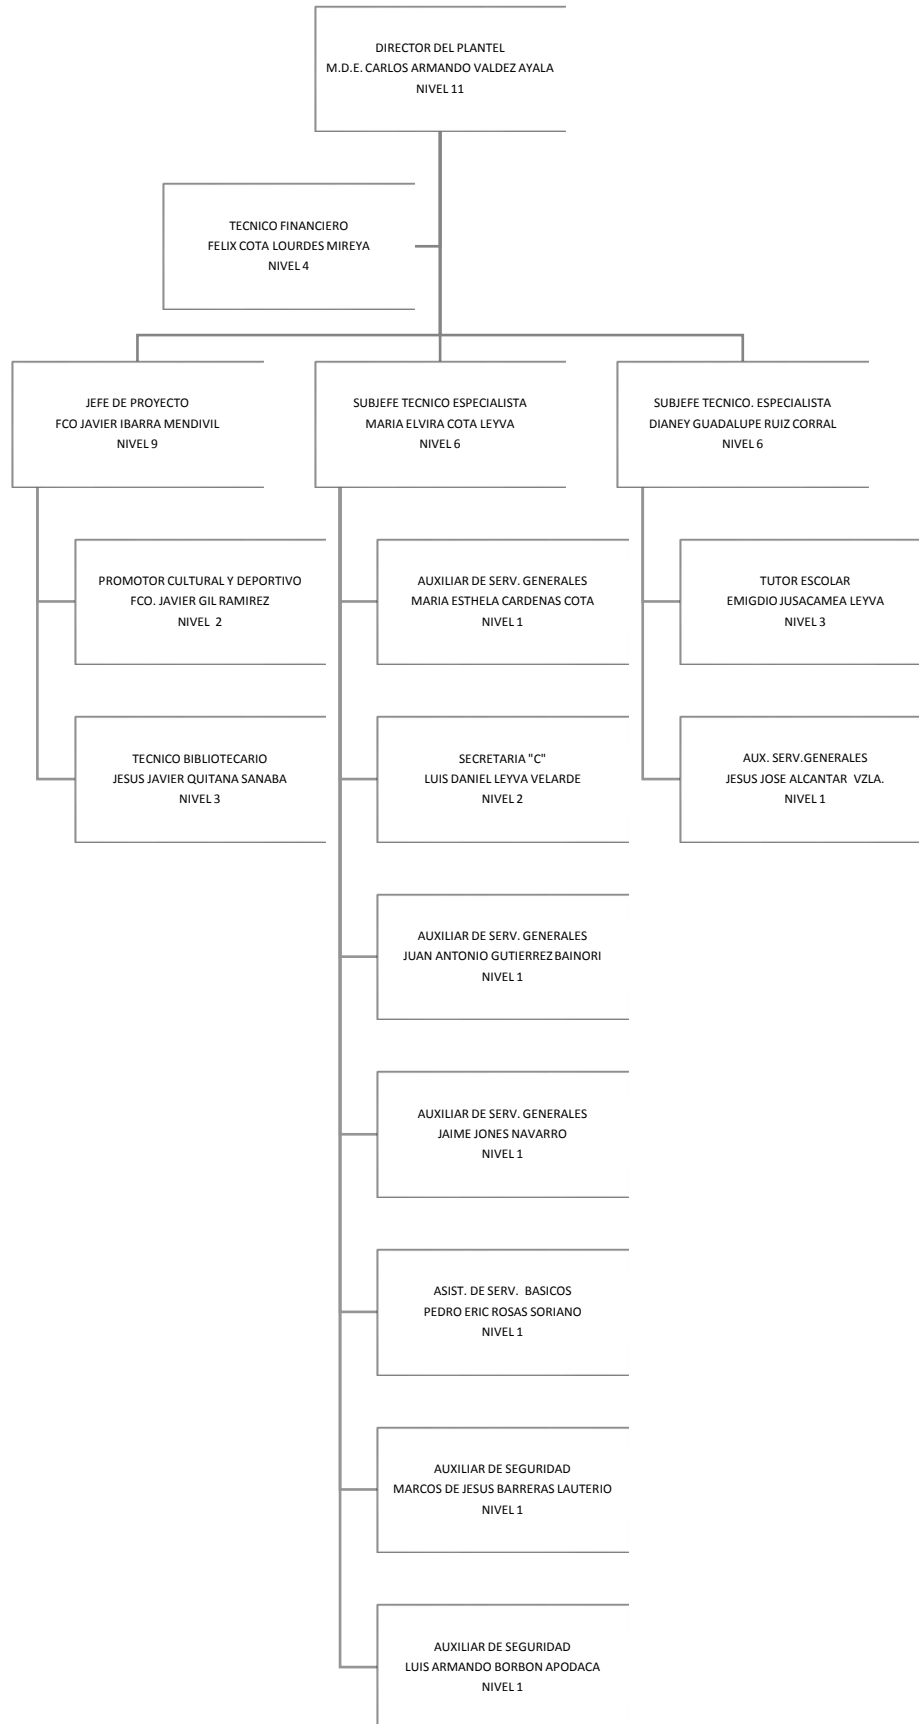 DIRECTOR DEL PLANTEL
M.D.E. CARLOS ARMANDO VALDEZ AYALA
NIVEL 11
TECNICO FINANCIERO
FELIX COTA LOURDES MIREYA
NIVEL 4
JEFE DE PROYECTO
FCO JAVIER IBARRA MENDIVIL
NIVEL 9
SUBJEFE TECNICO ESPECIALISTA
MARIA ELVIRA COTA LEYVA
NIVEL 6
SUBJEFE TECNICO. ESPECIALISTA
DIANEY GUADALUPE RUIZ CORRAL
NIVEL 6
PROMOTOR CULTURAL Y DEPORTIVO
FCO. JAVIER GIL RAMIREZ
NIVEL 2
TECNICO BIBLIOTECARIO
JESUS JAVIER QUITANA SANABA
NIVEL 3
AUXILIAR DE SERV. GENERALES
MARIA ESTHELA CARDENAS COTA
NIVEL 1
SECRETARIA "C"
LUIS DANIEL LEYVA VELARDE
NIVEL 2
AUXILIAR DE SERV. GENERALES
JUAN ANTONIO GUTIERREZ BAINORI
NIVEL 1
AUXILIAR DE SERV. GENERALES
JAIME JONES NAVARRO
NIVEL 1
ASIST. DE SERV. BASICOS
PEDRO ERIC ROSAS SORIANO
NIVEL 1
AUXILIAR DE SEGURIDAD
MARCOS DE JESUS BARRERAS LAUTERIO
NIVEL 1
AUXILIAR DE SEGURIDAD
LUIS ARMANDO BORBON APODACA
NIVEL 1
TUTOR ESCOLAR
EMIGDIO JUSACAMEA LEYVA
NIVEL 3
AUX. SERV.GENERALES
JESUS JOSE ALCANTAR VZLA.
NIVEL 1